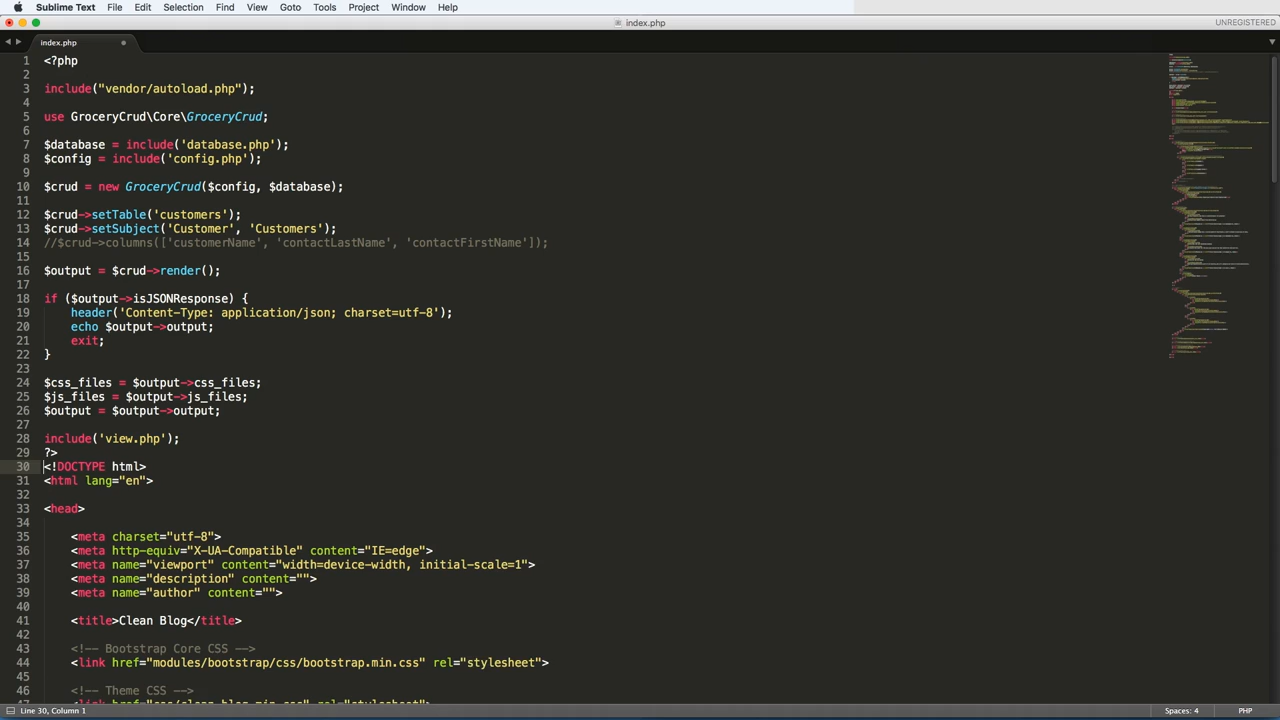 Sublime Text File Edit Selection Find View Goto Tools Project Window Help
index.php
UNREGISTERED
index.php
1 <?php
2
3 include("vendor/autoload.php");
4
5 use GroceryCrud\Core\GroceryCrud;
6
7 $database = include('database.php');
8 $config = include('config.php');
9
10 $crud = new GroceryCrud($config, $database);
11
12 $crud->setTable('customers');
13 $crud->setSubject('Customer', 'Customers');
14 //$crud->columns(['customerName', 'contactLastName', 'contactFirstName']);
15
16 $output = $crud->render();
17
18 if ($output->isJSONResponse) {
19 header('Content-Type: application/json; charset=utf-8');
20 echo $output->output;
21 exit;
22 }
23
24 $css_files = $output->css_files;
25 $js_files = $output->js_files;
26 $output = $output->output;
27
28 include('view.php');
29 ?>
30 <!DOCTYPE html>
31 <html lang="en">
32
33 <head>
34
35 <meta charset="utf-8">
36 <meta http-equiv="X-UA-Compatible" content="IE=edge">
37 <meta name="viewport" content="width=device-width, initial-scale=1">
38 <meta name="description" content="">
39 <meta name="author" content="">
40
41 <title>Clean Blog</title>
42
43 <!-- Bootstrap Core CSS -->
44 <link href="modules/bootstrap/css/bootstrap.min.css" rel="stylesheet">
45
46 <!-- Theme CSS -->
Line 30, Column 1
Spaces: 4
PHP